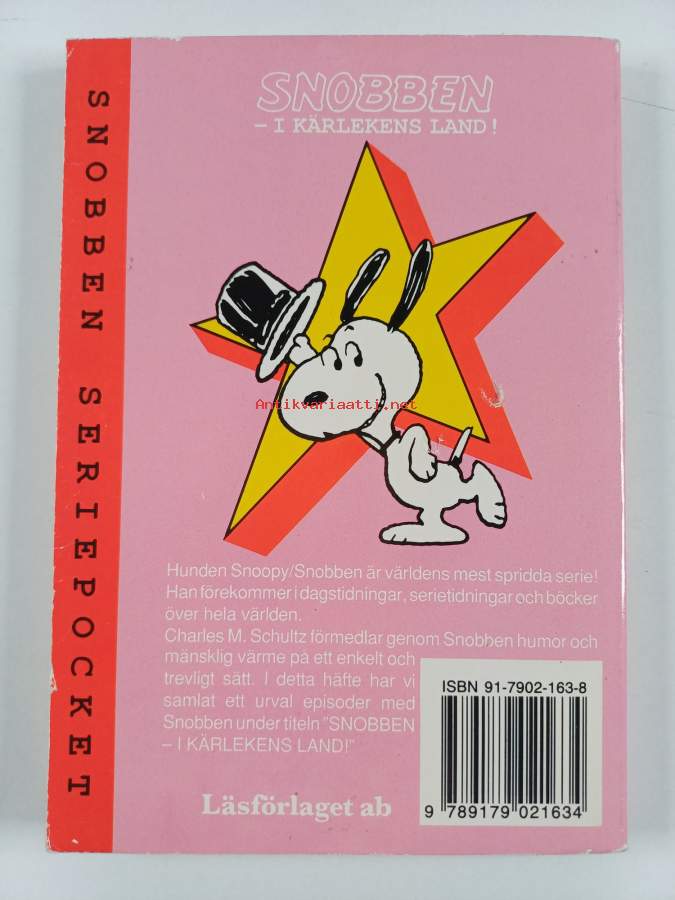 SNOBBEN
– I KÄRLEKENS LAND!
SNOBBEN SERIEPOCKET
Antikvariaatti.net
Hunden Snoopy/Snobben är världens mest spridda serie!
Han förekommer i dagstidningar, serietidningar och böcker
över hela världen.
Charles M. Schultz förmedlar genom Snobben humor och
mänsklig värme på ett enkelt och
trevligt sätt. I detta häfte har vi
samlat ett urval episoder med
Snobben under titeln "SNOBBEN
– I KÄRLEKENS LAND!"
Läsförlaget ab
ISBN 91-7902-163-8
9 789179 021634